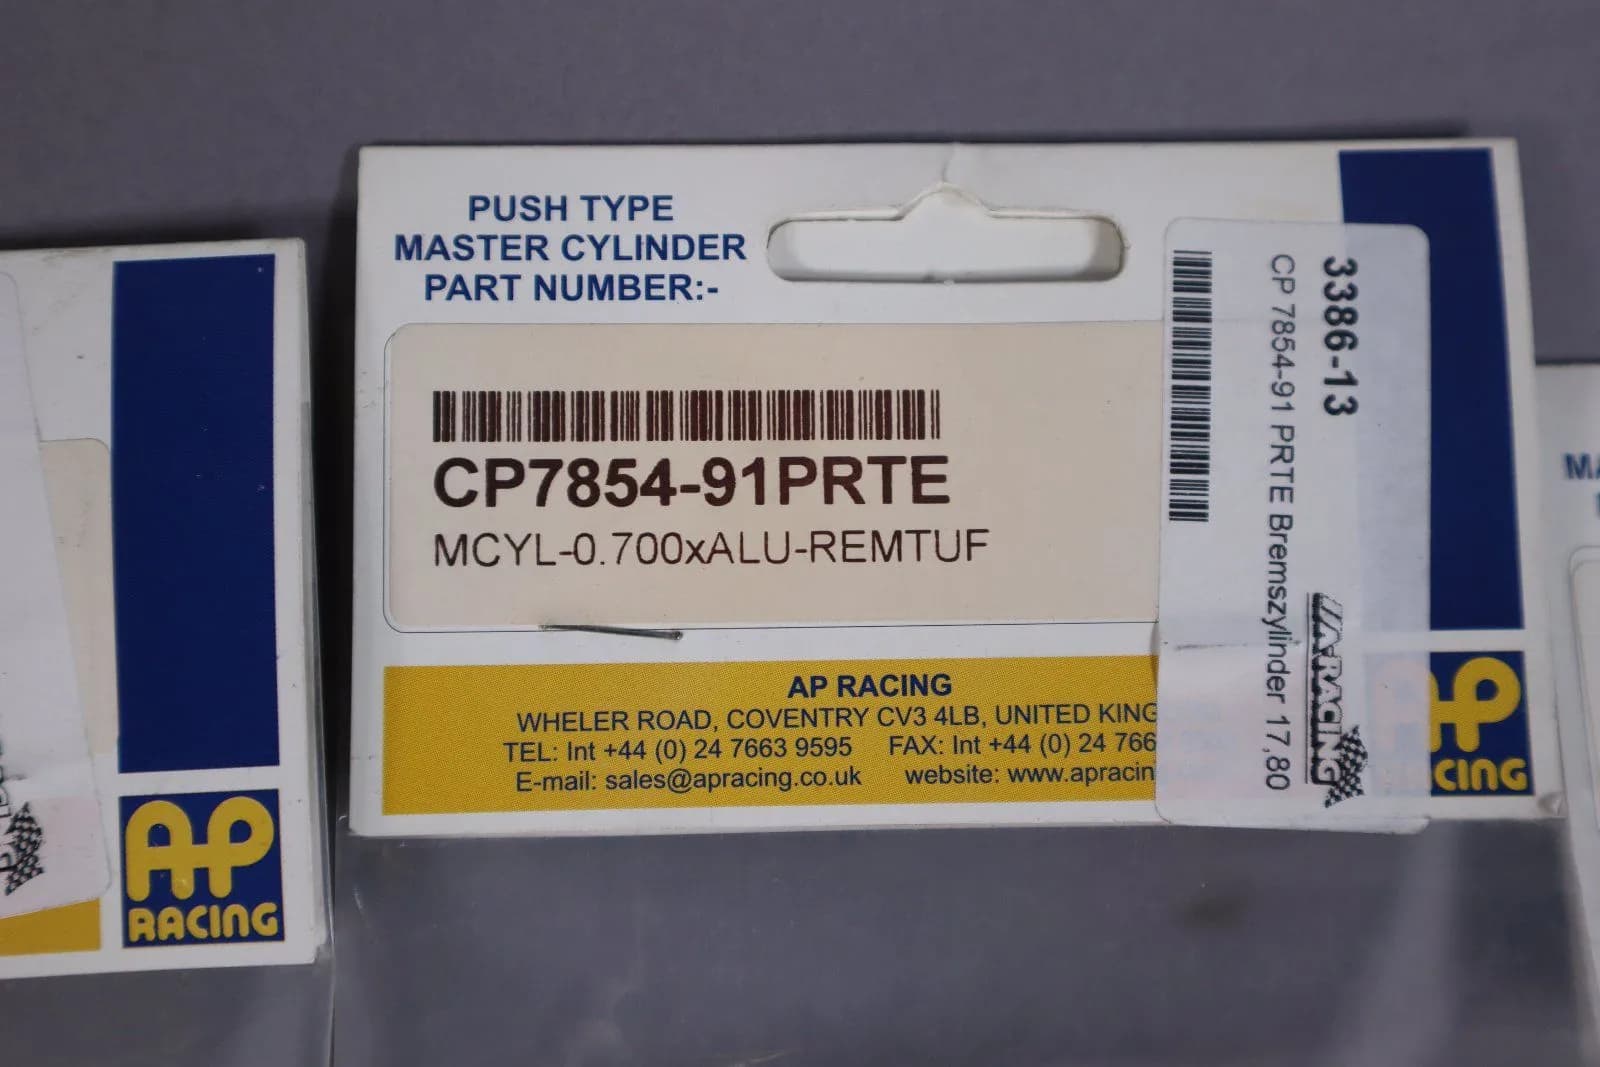 PUSH TYPE
MASTER CYLINDER
PART NUMBER:-
CP7854-91PRTE
MCYL-0.700xALU-REMTUF
AP RACING
WHELER ROAD, COVENTRY CV3 4LB, UNITED KING
TEL: Int +44 (0) 24 7663 9595 FAX: Int +44 (0) 24 766
E-mail: sales@apracing.co.uk website: www.apracin
3386-13
CP 7854-91 PRTE Bremszylinder 17,80
RACING
AP
CING
AP
RACING
MA